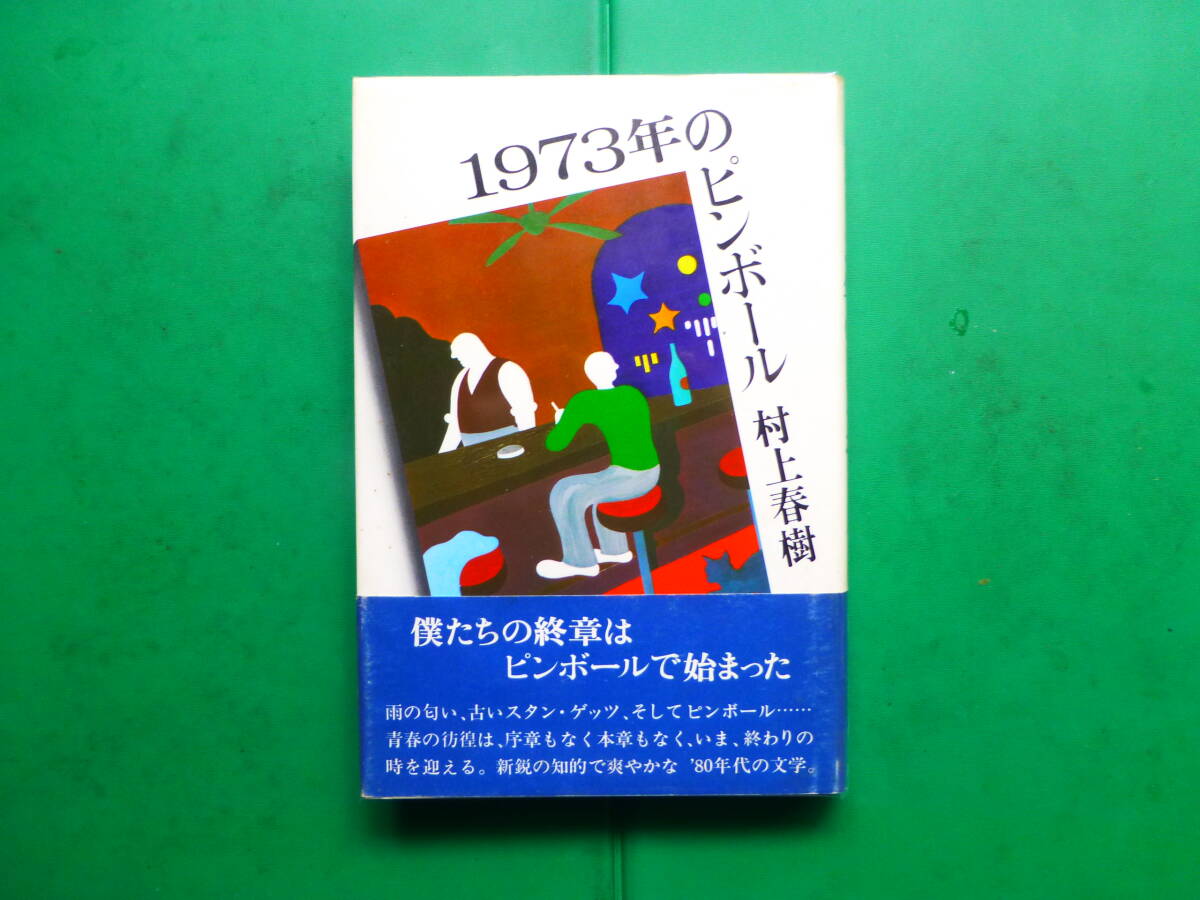 1973年のピンボール
村上春樹
僕たちの終章は
ピンボールで始まった
雨の匂い、古いスタン・ゲッツ、そしてピンボール……
青春の彷徨は、序章もなく本章もなく、いま、終わりの
時を迎える。新鋭の知的で爽やかな ’80年代の文学。